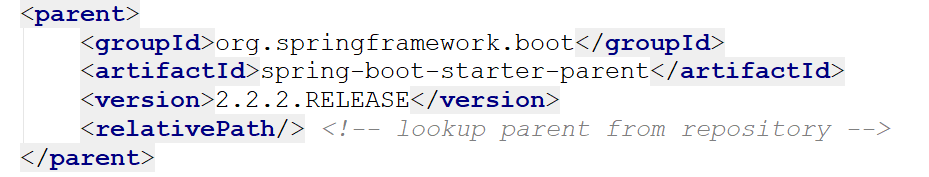 <parent>
    <groupId>org.springframework.boot</groupId>
    <artifactId>spring-boot-starter-parent</artifactId>
    <version>2.2.2.RELEASE</version>
    <relativePath/> <!-- lookup parent from repository -->
</parent>